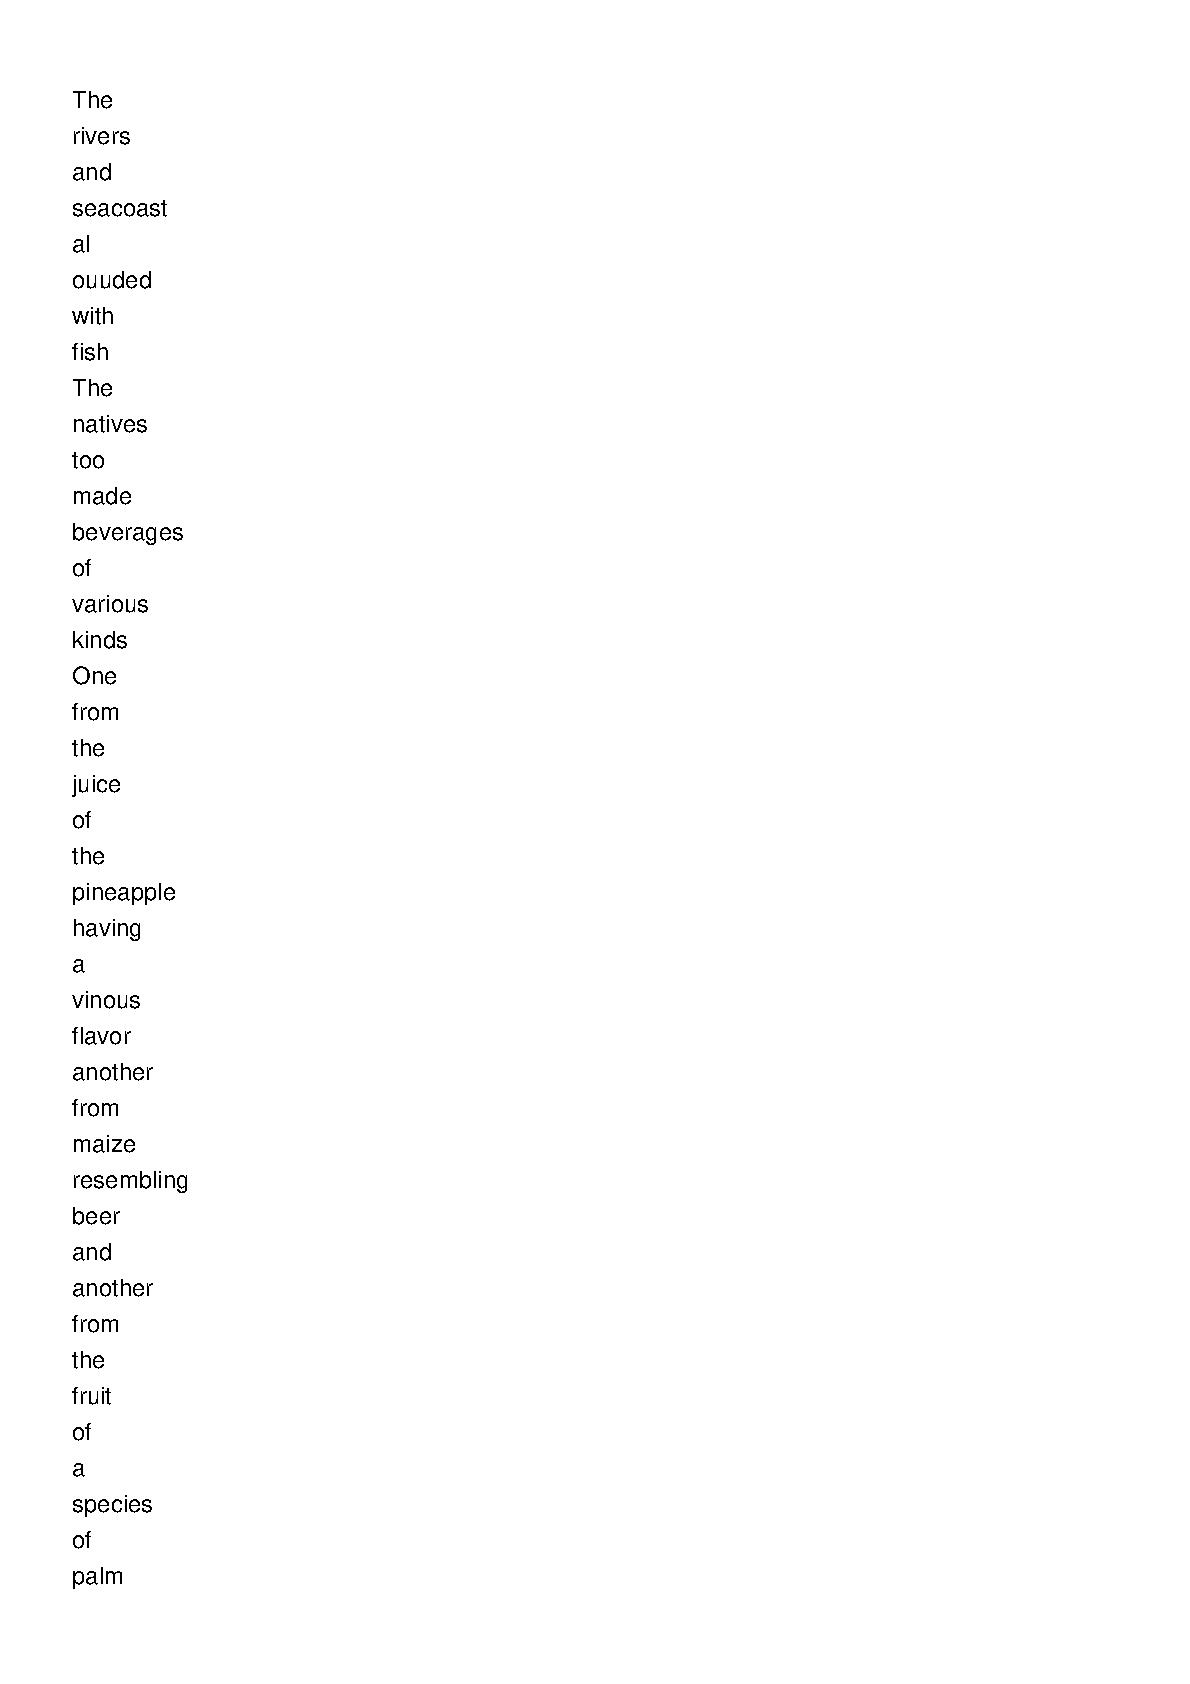 The
rivers
and
seacoast
al
ouuded
with
fish
The
natives
too
made
beverages
of
various
kinds
One
from
the
juice
of
the
pineapple
having
a
vinous
flavor
another
from
maize
resembling
beer
and
another
from
the
fruit
of
a
species
of
palm